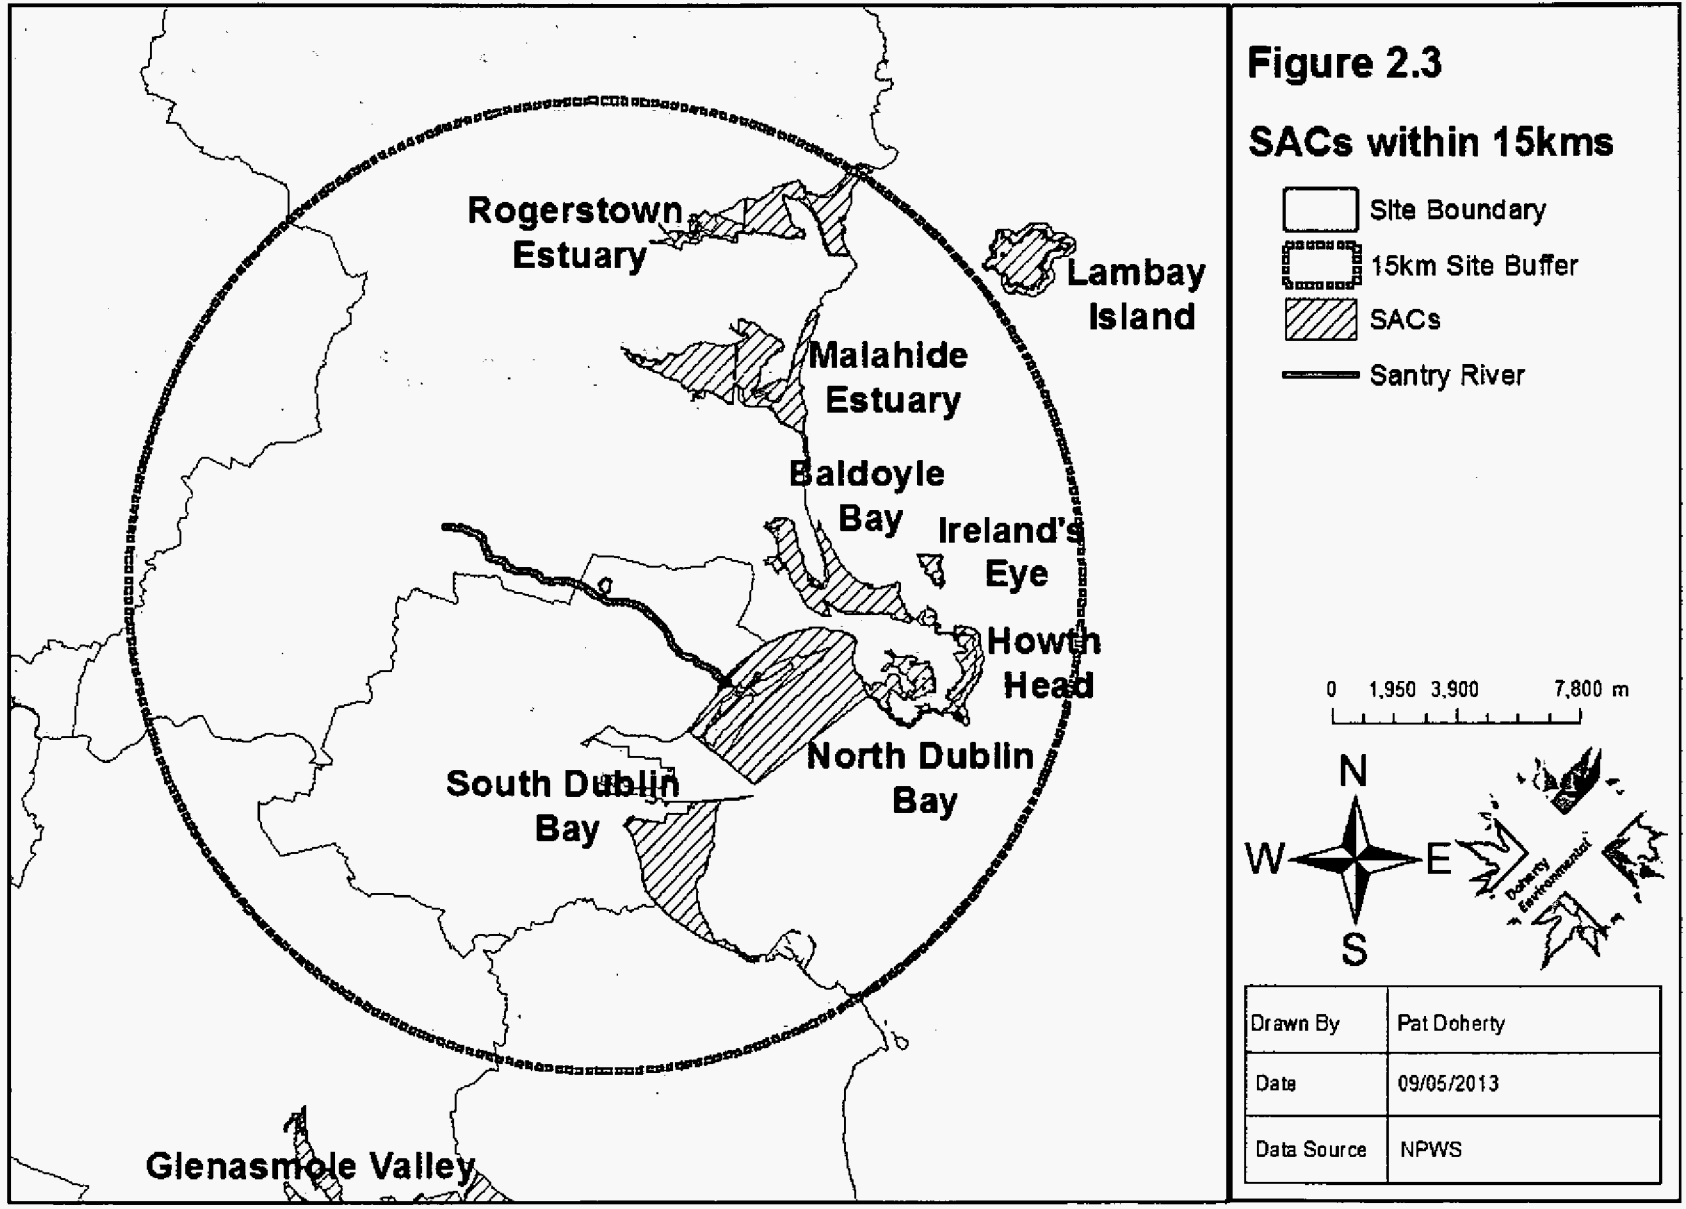 Rogerstown
Estuary
Lambay
Island
Malahide
Estuary
Baldoyle
Bay
Ireland's
Eye
Howth
Head
North Dublin
Bay
South Dublin
Bay
Glenasmole Valley
Figure 2.3
SACs within 15kms
Site Boundary
15km Site Buffer
SACs
Santry River
0 1,950 3,900 7,800 m
N
W E
S
Doherty
Environmental
Drawn By Pat Doherty
Date 09/05/2013
Data Source NPWS